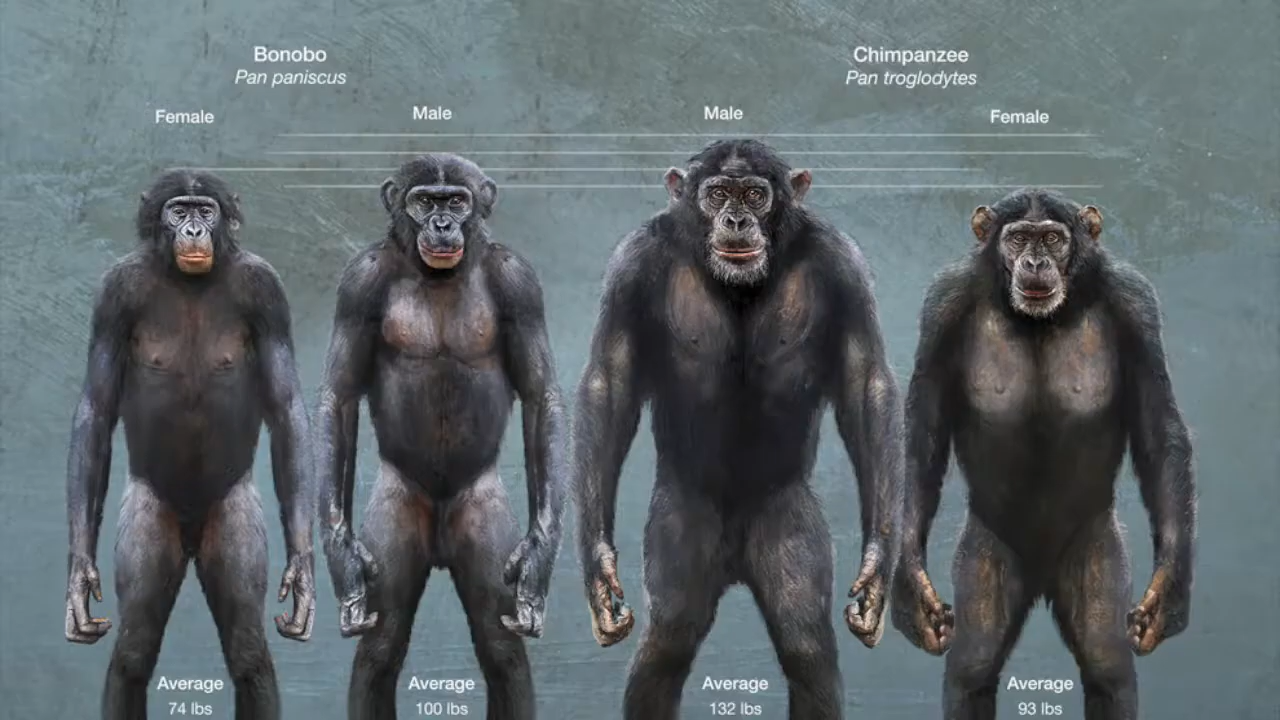 Bonobo
Pan paniscus
Chimpanzee
Pan troglodytes
Female
Male
Male
Female
Average
74 lbs
Average
100 lbs
Average
132 lbs
Average
93 lbs